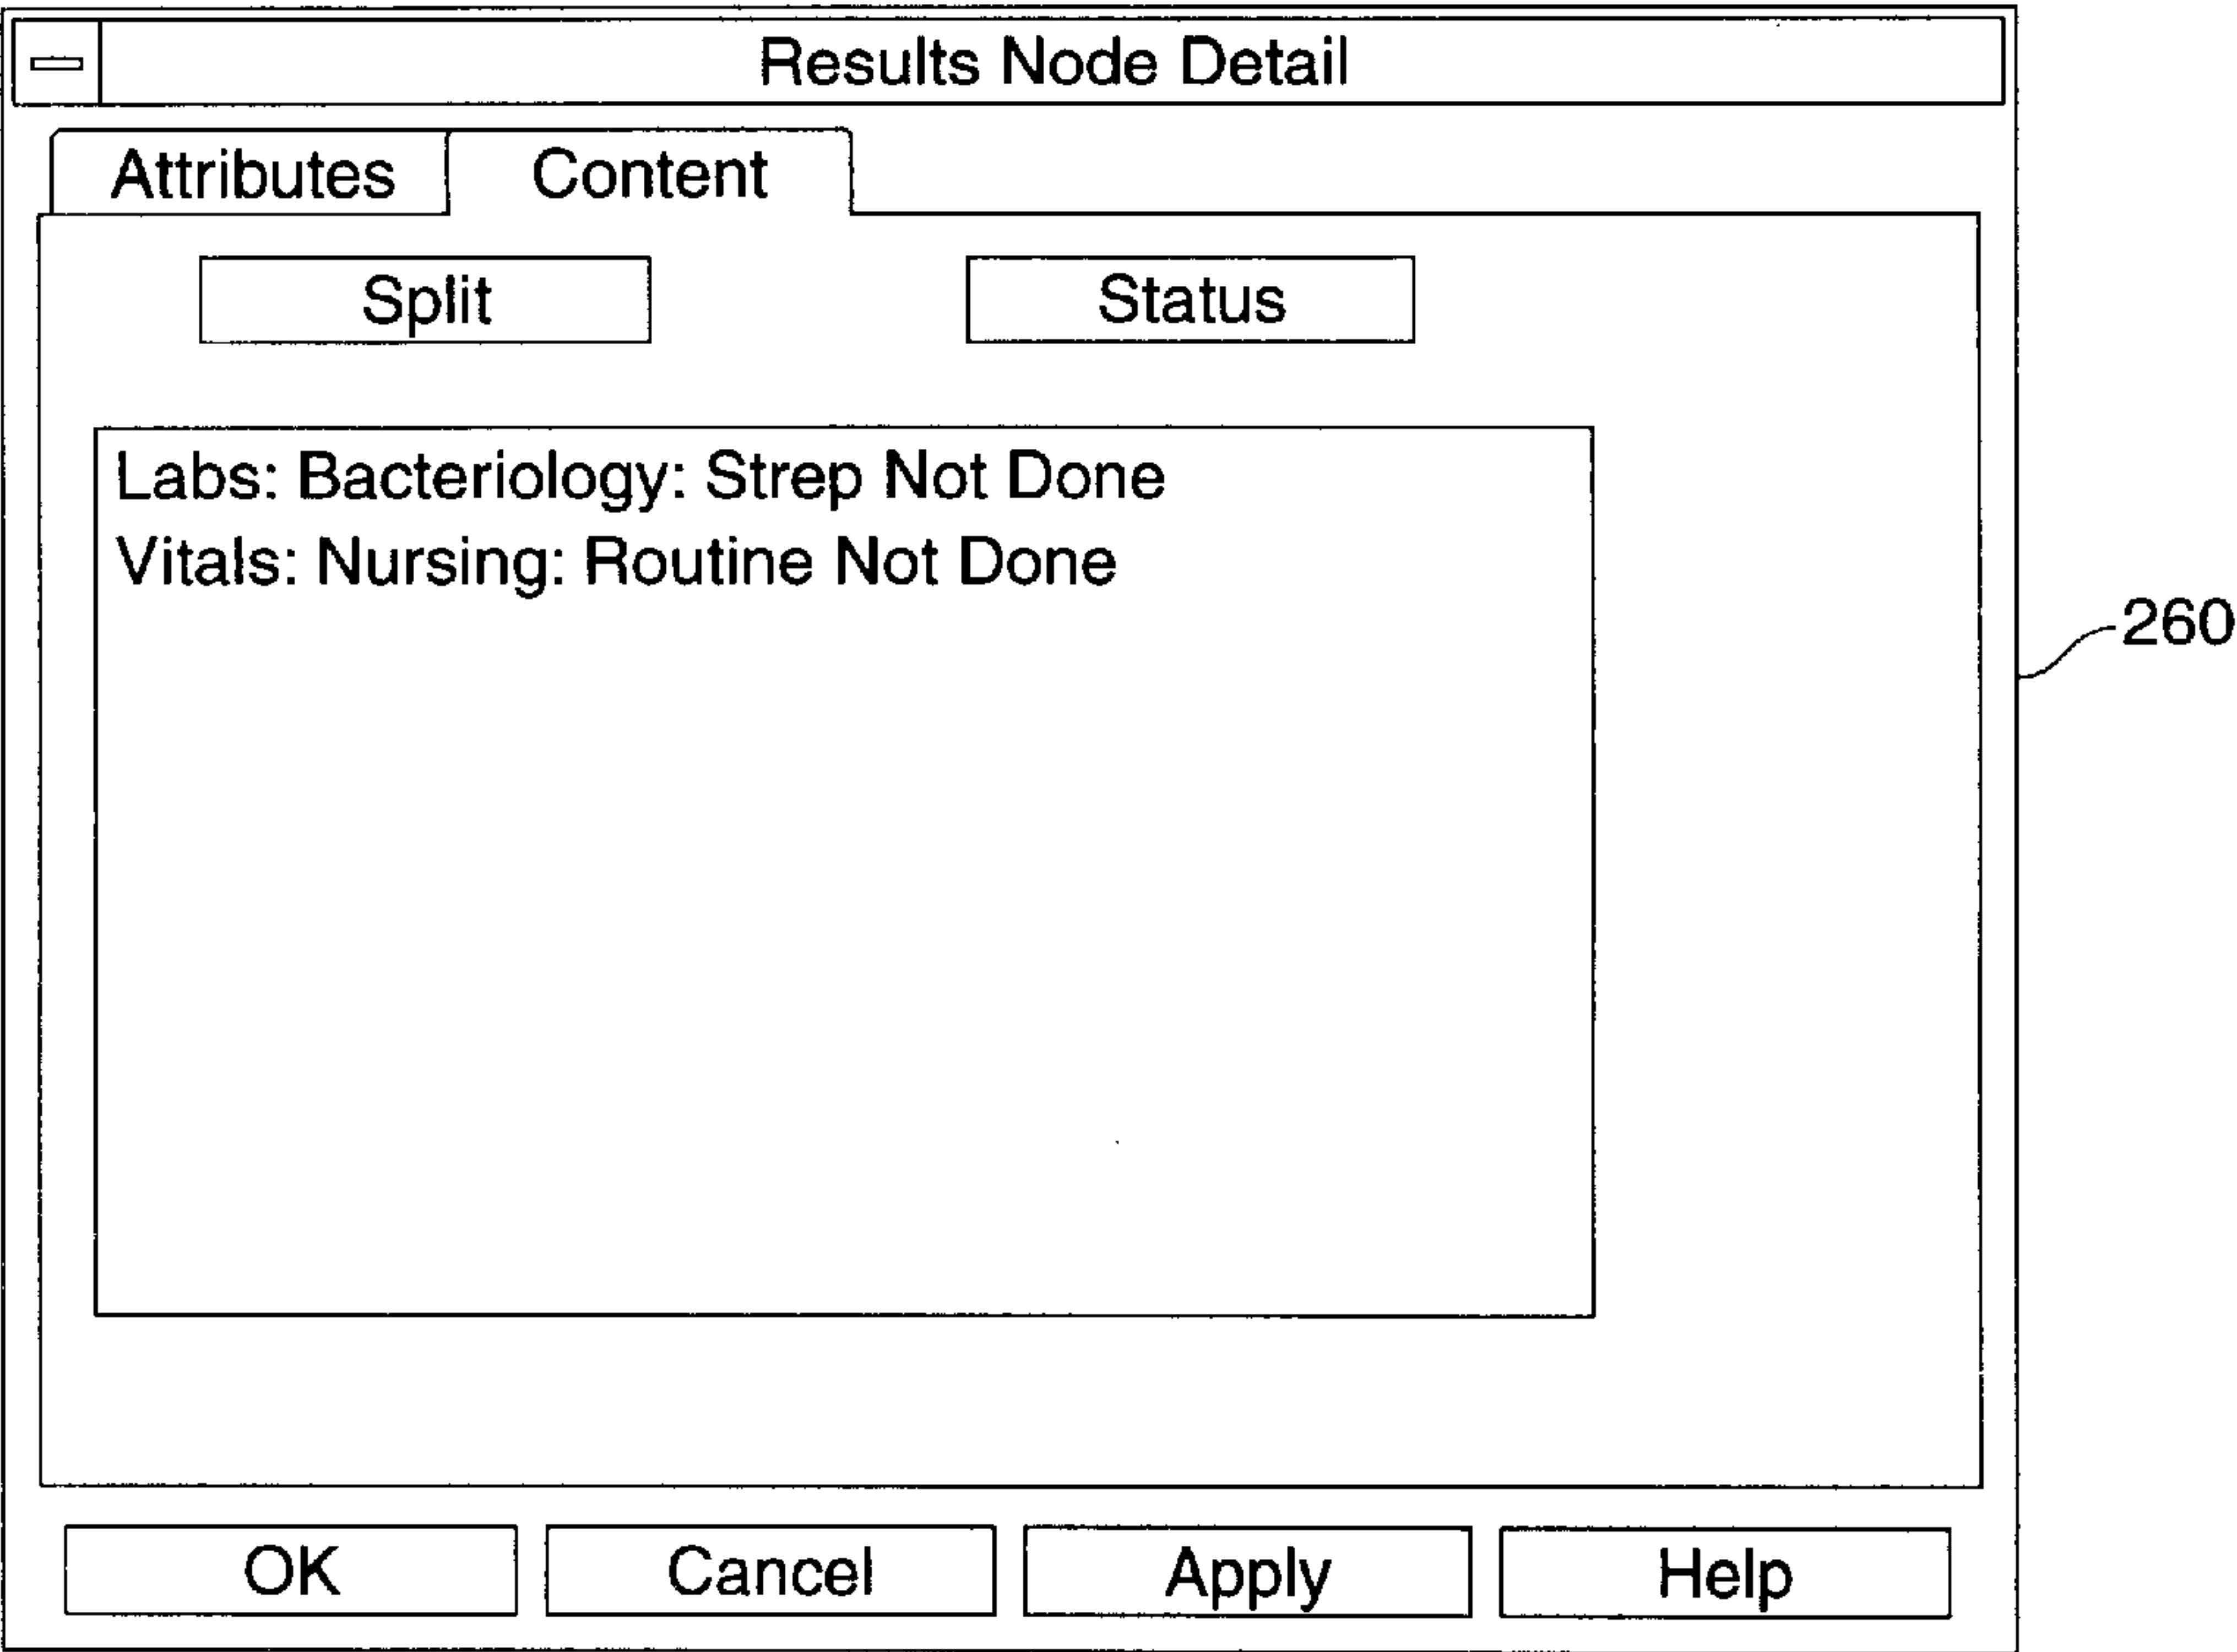 Results Node Detail
Attributes Content
Split Status
Labs: Bacteriology: Strep Not Done
Vitals: Nursing: Routine Not Done
260
OK Cancel Apply Help